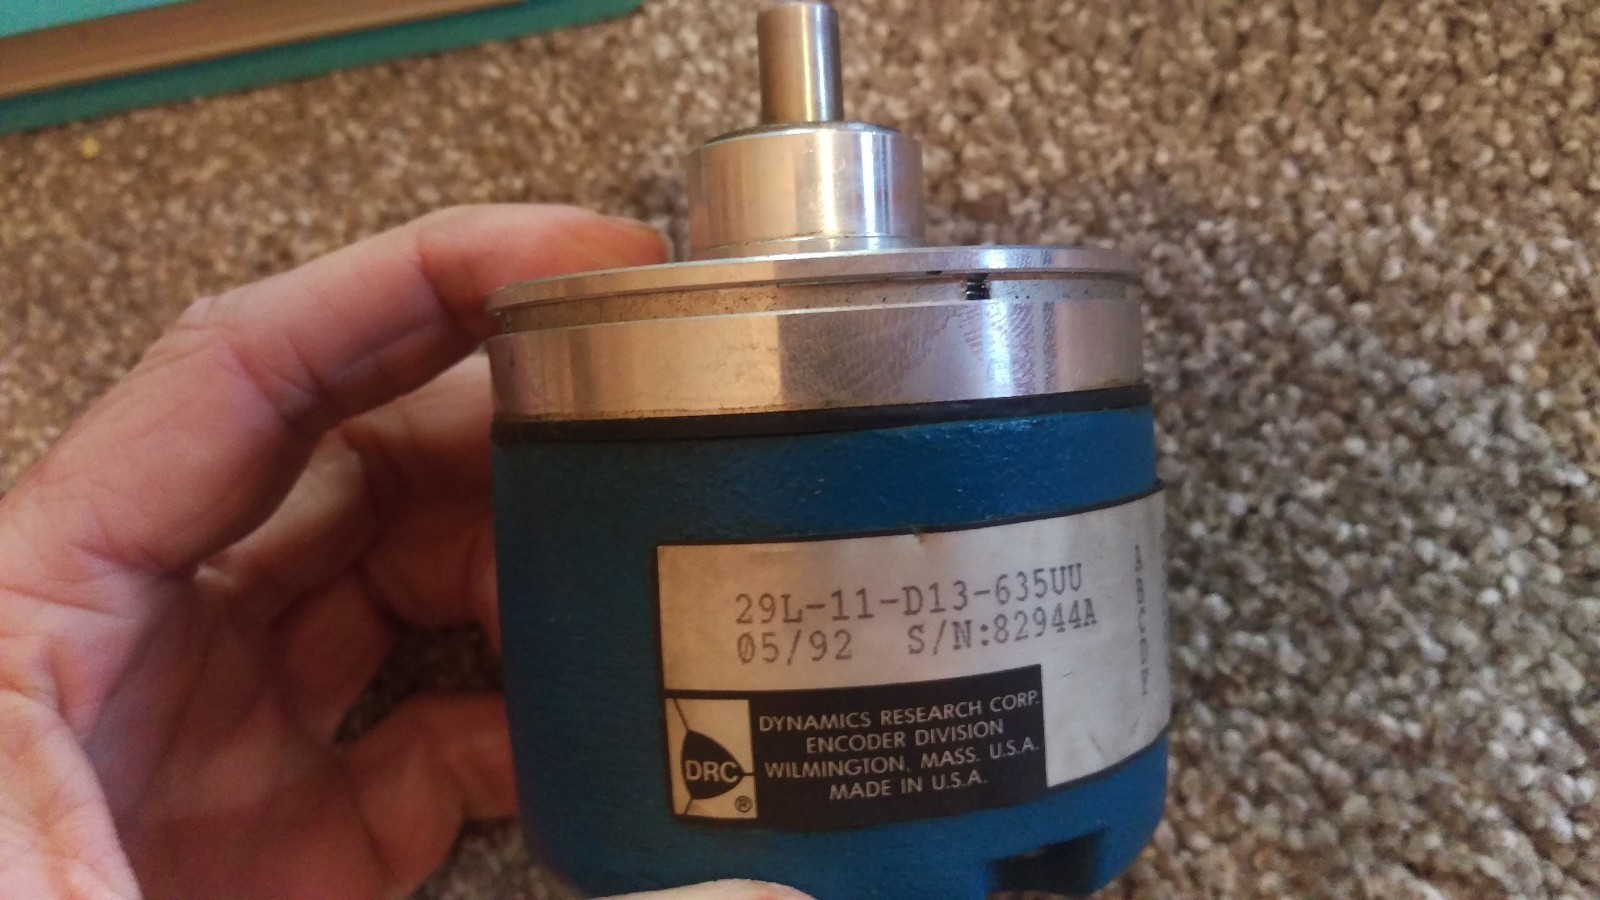 29L-11-D13-635UU
Ø5/92 S/N:82944A
DYNAMICS RESEARCH CORP.
ENCODER DIVISION
WILMINGTON, MASS. U.S.A.
MADE IN U.S.A.
DRC
®